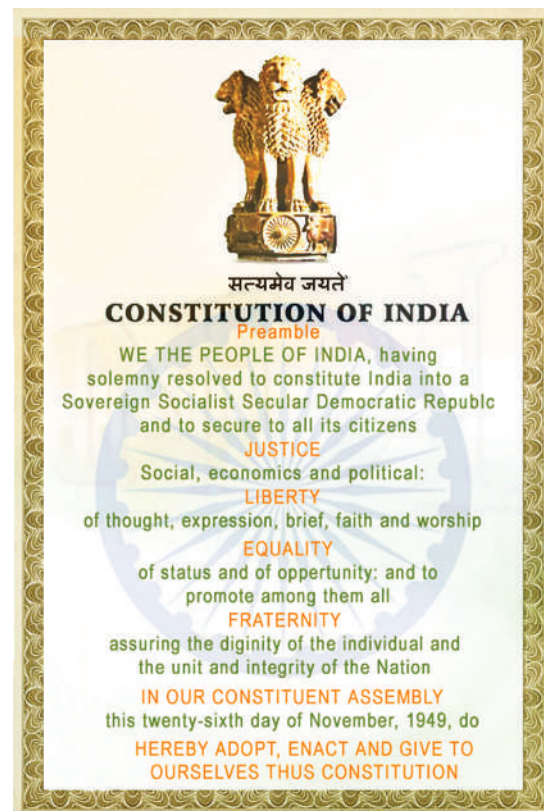 सत्यमेव जयते
CONSTITUTION OF INDIA
Preamble
WE THE PEOPLE OF INDIA, having
solemny resolved to constitute India into a
Sovereign Socialist Secular Democratic Republc
and to secure to all its citizens
JUSTICE
Social, economics and political:
LIBERTY
of thought, expression, brief, faith and worship
EQUALITY
of status and of oppertunity: and to
promote among them all
FRATERNITY
assuring the diginity of the individual and
the unit and integrity of the Nation
IN OUR CONSTITUENT ASSEMBLY
this twenty-sixth day of November, 1949, do
HEREBY ADOPT, ENACT AND GIVE TO
OURSELVES THUS CONSTITUTION